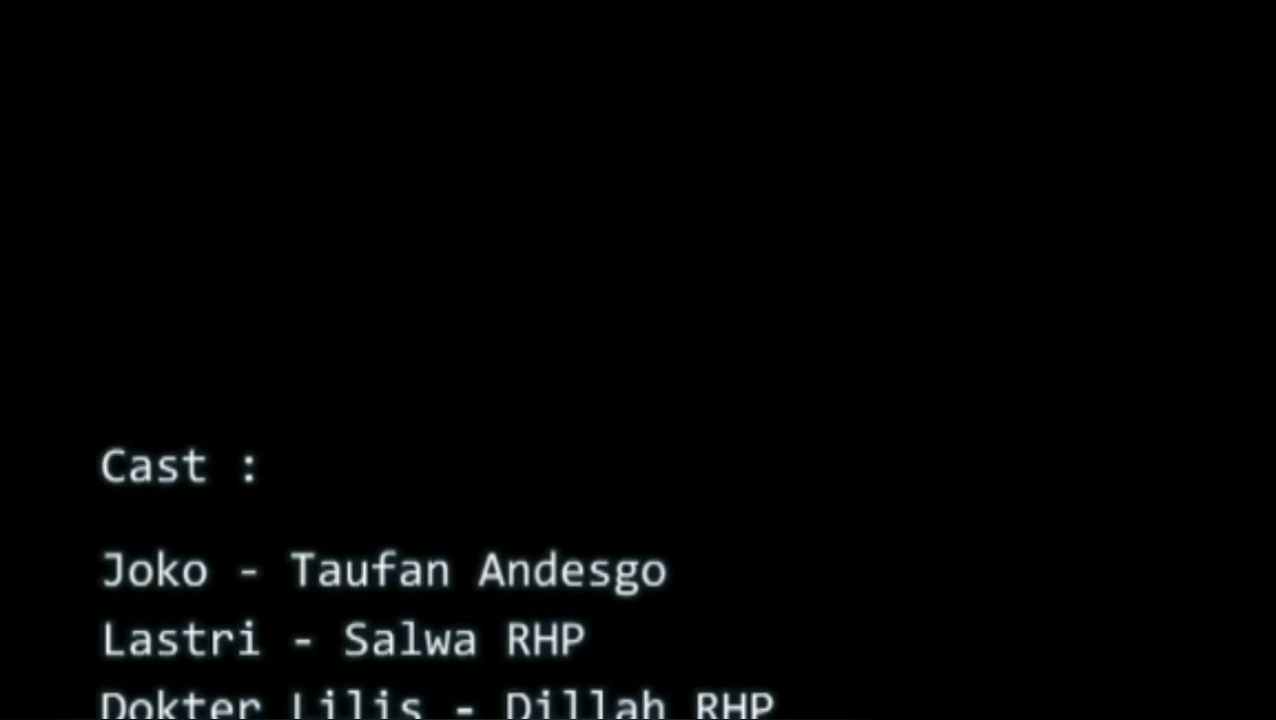 Cast :
Joko - Taufan Andesgo
Lastri - Salwa RHP
Dokter Lilis - Dillah RHP